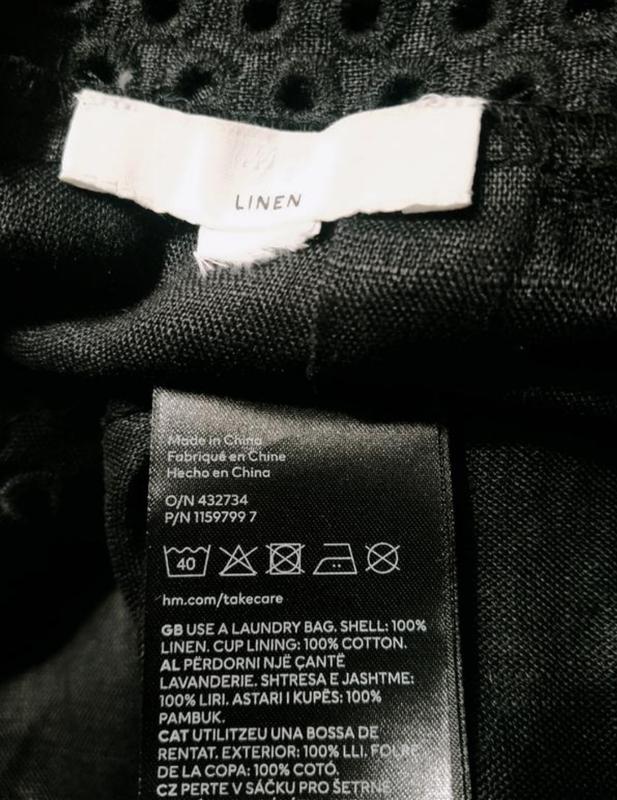 LINEN
Made in China
Fabriqué en Chine
Hecho en China
O/N 432734
P/N 1159799 7
40
hm.com/takecare
GB USE A LAUNDRY BAG. SHELL: 100%
LINEN. CUP LINING: 100% COTTON.
AL PËRDORNI NJË ÇANTË
LAVANDERIE. SHTRESA E JASHTME:
100% LIRI. ASTARI I KUPËS: 100%
PAMBUK.
CAT UTILITZEU UNA BOSSA DE
RENTAT. EXTERIOR: 100% LLI. FOLRE
DE LA COPA: 100% COTÓ.
CZ PERTE V SÁČKU PRO ŠETRNÉ